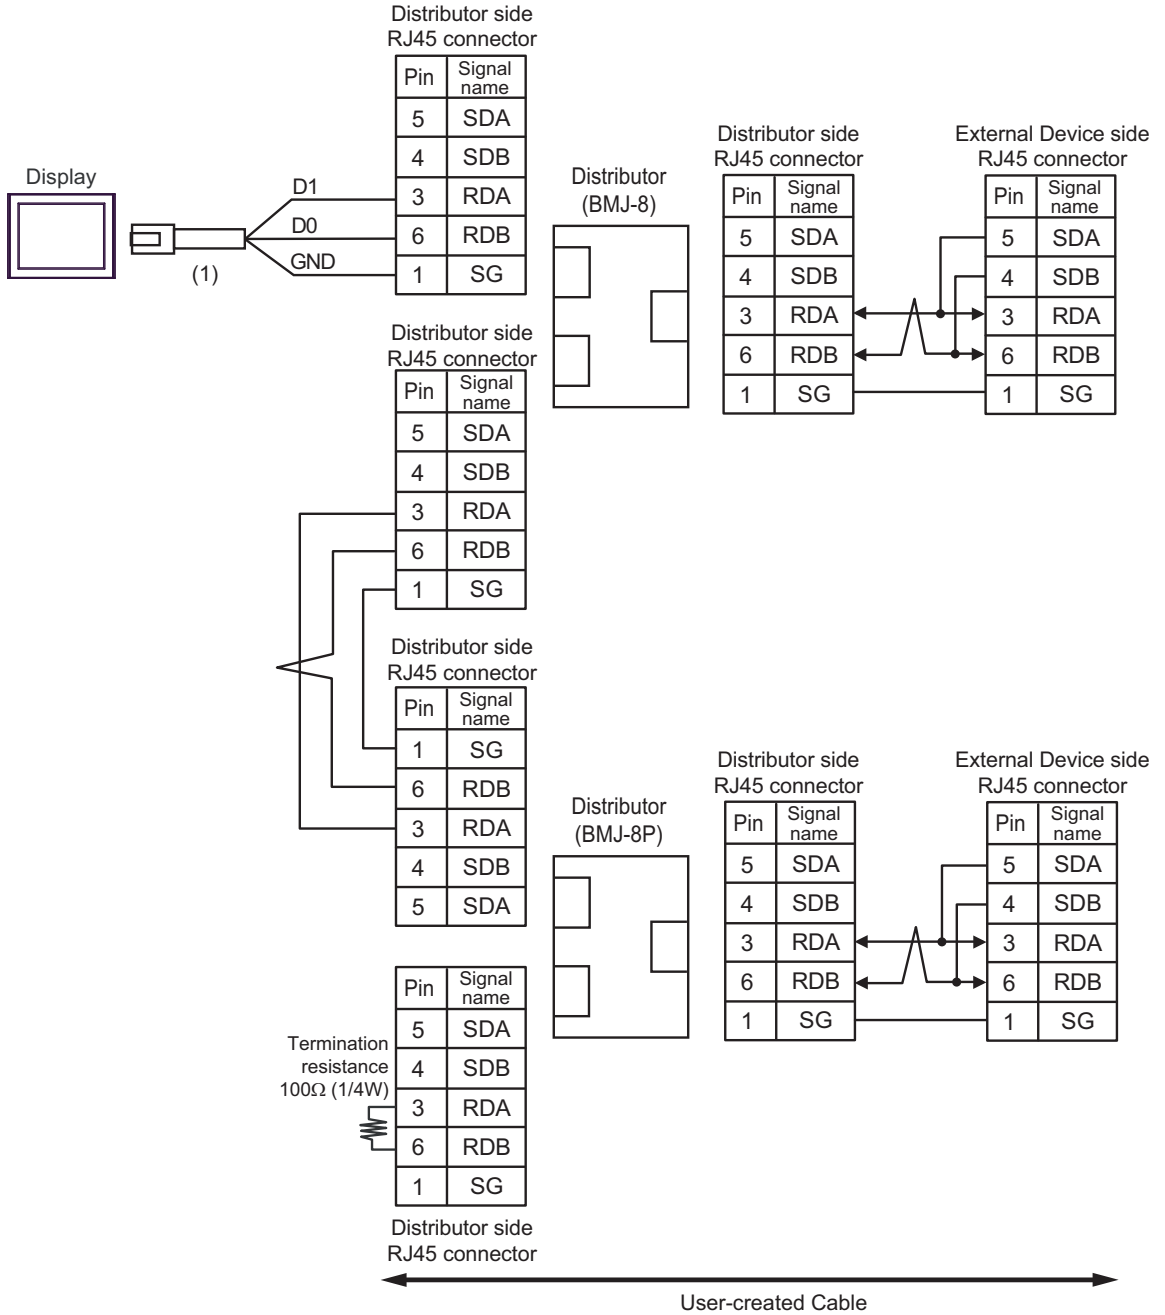 Distributor side
RJ45 connector
Pin Signal name
5 SDA
4 SDB
3 RDA
6 RDB
1 SG
Display
D1
D0
GND
(1)
Distributor
(BMJ-8)
Distributor side
RJ45 connector
Pin Signal name
5 SDA
4 SDB
3 RDA
6 RDB
1 SG
External Device side
RJ45 connector
Pin Signal name
5 SDA
4 SDB
3 RDA
6 RDB
1 SG
Distributor side
RJ45 connector
Pin Signal name
5 SDA
4 SDB
3 RDA
6 RDB
1 SG
Distributor side
RJ45 connector
Pin Signal name
1 SG
6 RDB
3 RDA
4 SDB
5 SDA
Distributor
(BMJ-8P)
Distributor side
RJ45 connector
Pin Signal name
5 SDA
4 SDB
3 RDA
6 RDB
1 SG
External Device side
RJ45 connector
Pin Signal name
5 SDA
4 SDB
3 RDA
6 RDB
1 SG
Termination
resistance
100Ω (1/4W)
Pin Signal name
5 SDA
4 SDB
3 RDA
6 RDB
1 SG
Distributor side
RJ45 connector
User-created Cable